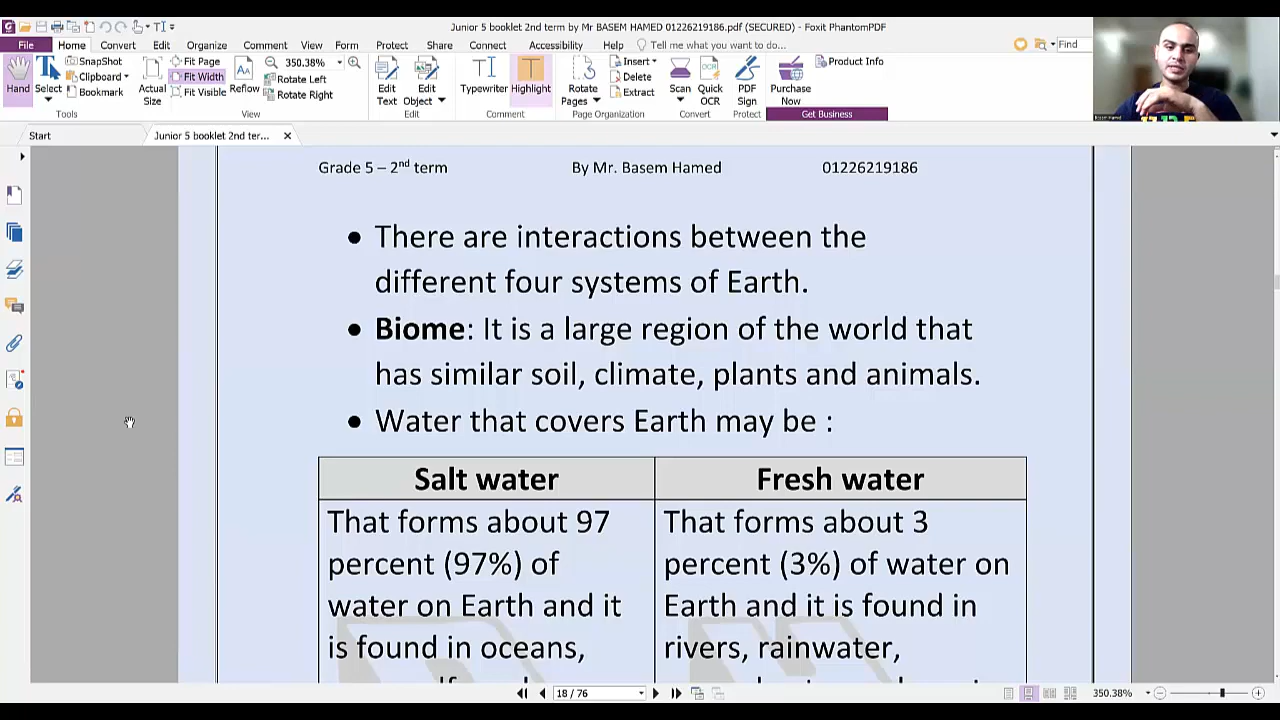 Junior 5 booklet 2nd term by Mr BASEM HAMED 01226219186.pdf (SECURED) - Foxit PhantomPDF
File Home Convert Edit Organize Comment View Form Protect Share Connect Accessibility Help Tell me what you want to do... Find
Hand
Select
SnapShot
Clipboard
Bookmark
Tools
Actual Size
Fit Page
Fit Width
Fit Visible
Reflow
350.38%
Rotate Left
Rotate Right
View
Edit Text
Edit Object
Edit
Typewriter
Highlight
Comment
Rotate Pages
Insert
Delete
Extract
Page Organization
Scan
Quick OCR
Convert
PDF Sign
Protect
Purchase Now
Product Info
Get Business
Start
Junior 5 booklet 2nd ter...
Grade 5 – 2nd term By Mr. Basem Hamed 01226219186
• There are interactions between the
different four systems of Earth.
• Biome: It is a large region of the world that
has similar soil, climate, plants and animals.
• Water that covers Earth may be :
Salt water
That forms about 97
percent (97%) of
water on Earth and it
is found in oceans,
Fresh water
That forms about 3
percent (3%) of water on
Earth and it is found in
rivers, rainwater,
18 / 76
350.38%